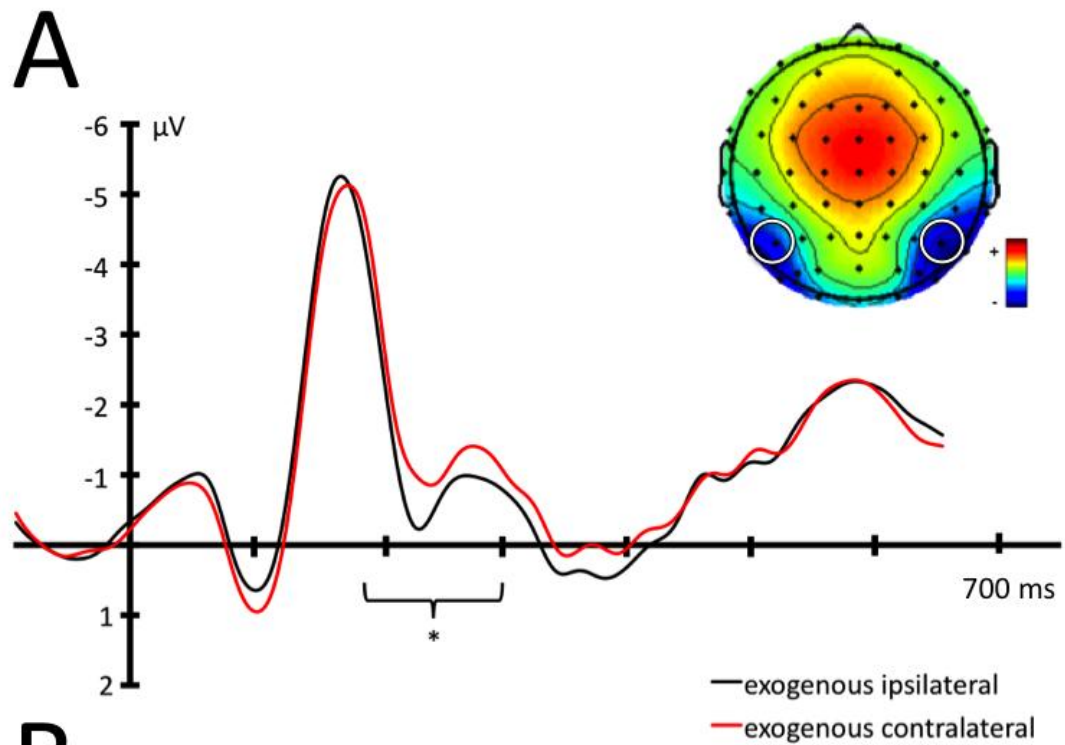 A
-6 μV
-5
-4
-3
-2
-1
+
-
700 ms
1
*
2
exogenous ipsilateral
exogenous contralateral